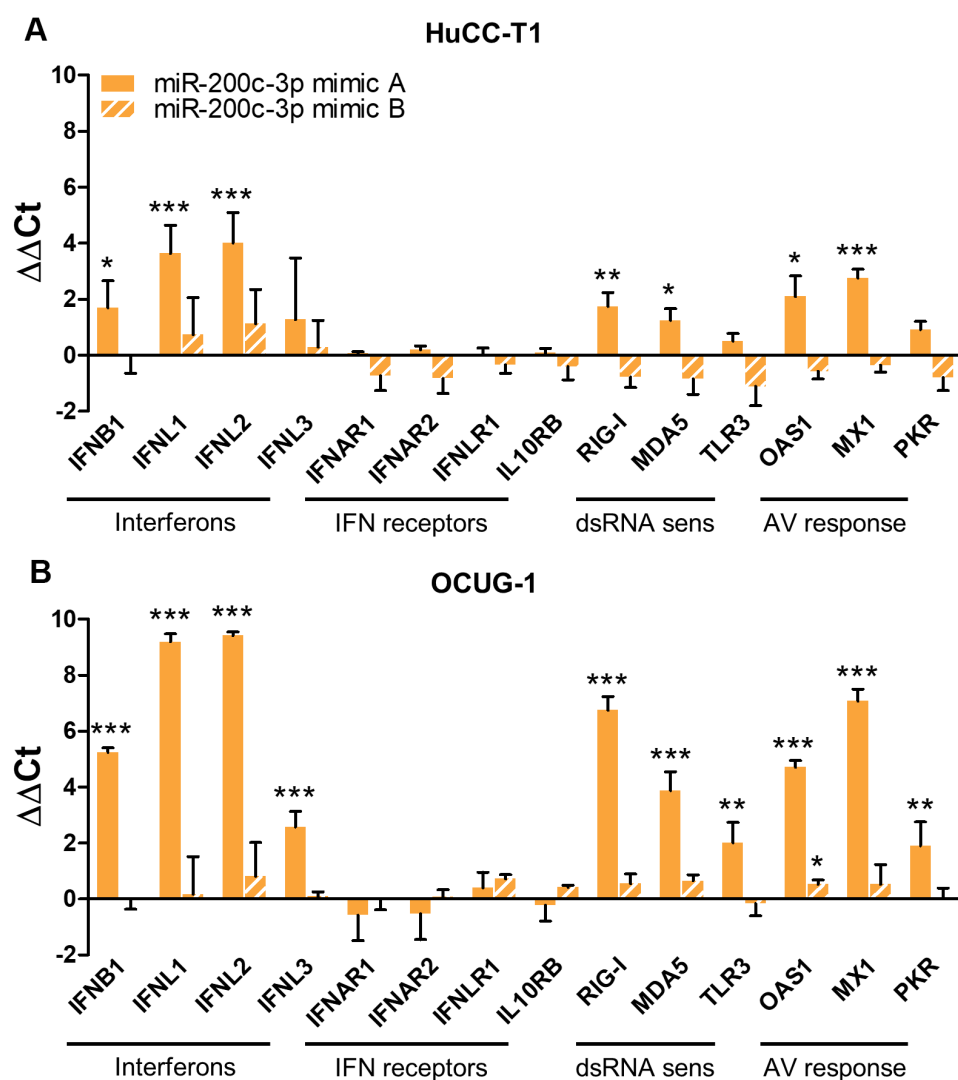 A
HuCC-T1
miR-200c-3p mimic A
miR-200c-3p mimic B
ΔΔCt
10
8
6
4
2
0
-2
*
***
***
**
*
*
***
IFNB1
IFNL1
IFNL2
IFNL3
IFNAR1
IFNAR2
IFNLR1
IL10RB
RIG-I
MDA5
TLR3
OAS1
MX1
PKR
Interferons
IFN receptors
dsRNA sens
AV response
B
OCUG-1
ΔΔCt
10
8
6
4
2
0
-2
***
***
***
***
***
***
**
***
*
***
**
IFNB1
IFNL1
IFNL2
IFNL3
IFNAR1
IFNAR2
IFNLR1
IL10RB
RIG-I
MDA5
TLR3
OAS1
MX1
PKR
Interferons
IFN receptors
dsRNA sens
AV response